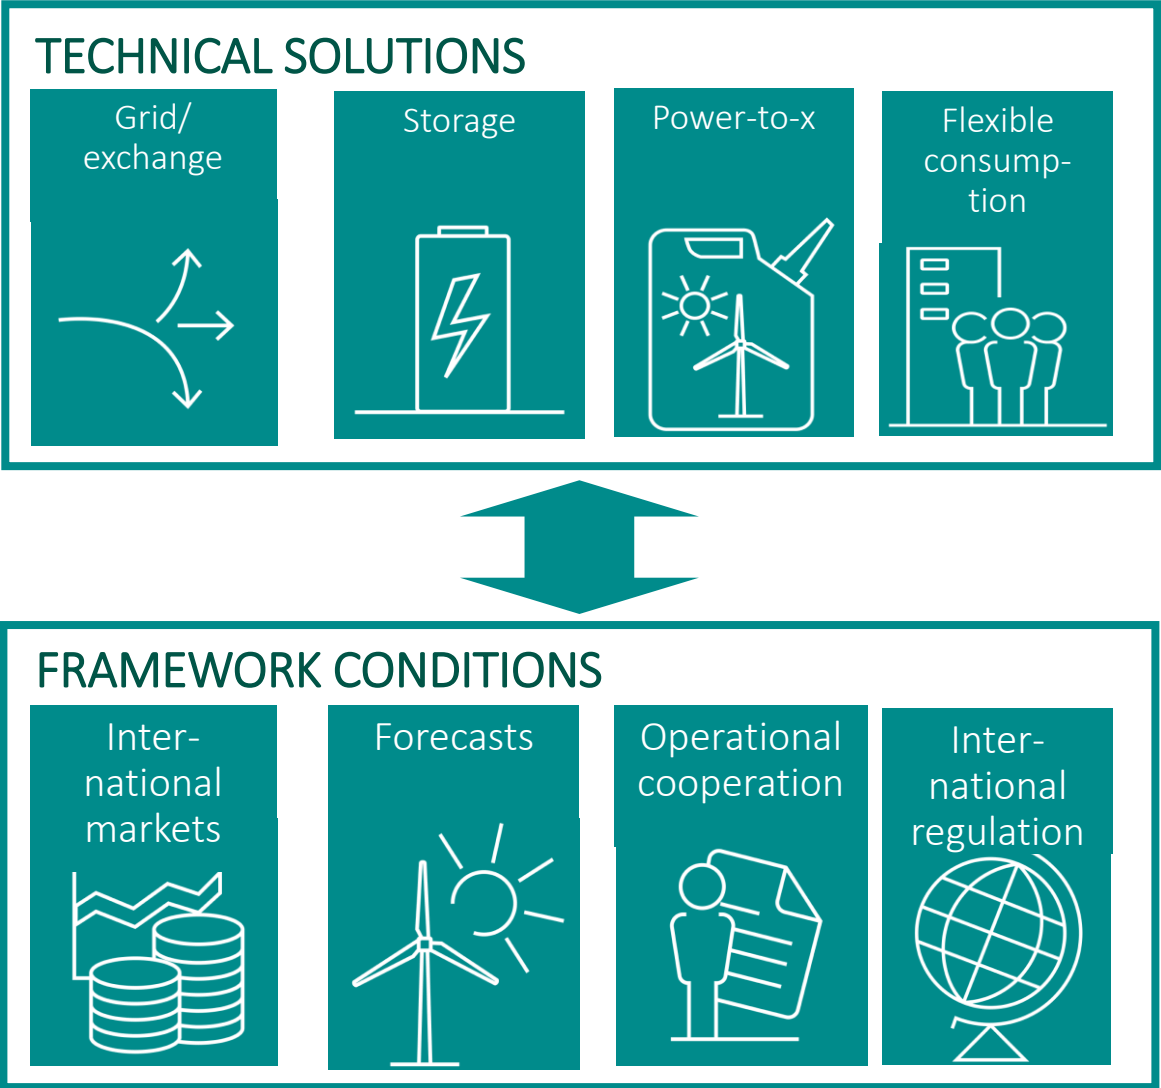 TECHNICAL SOLUTIONS
Grid/
exchange
Storage
Power-to-x
Flexible
consump-
tion
FRAMEWORK CONDITIONS
Inter-
national
markets
Forecasts
Operational
cooperation
Inter-
national
regulation